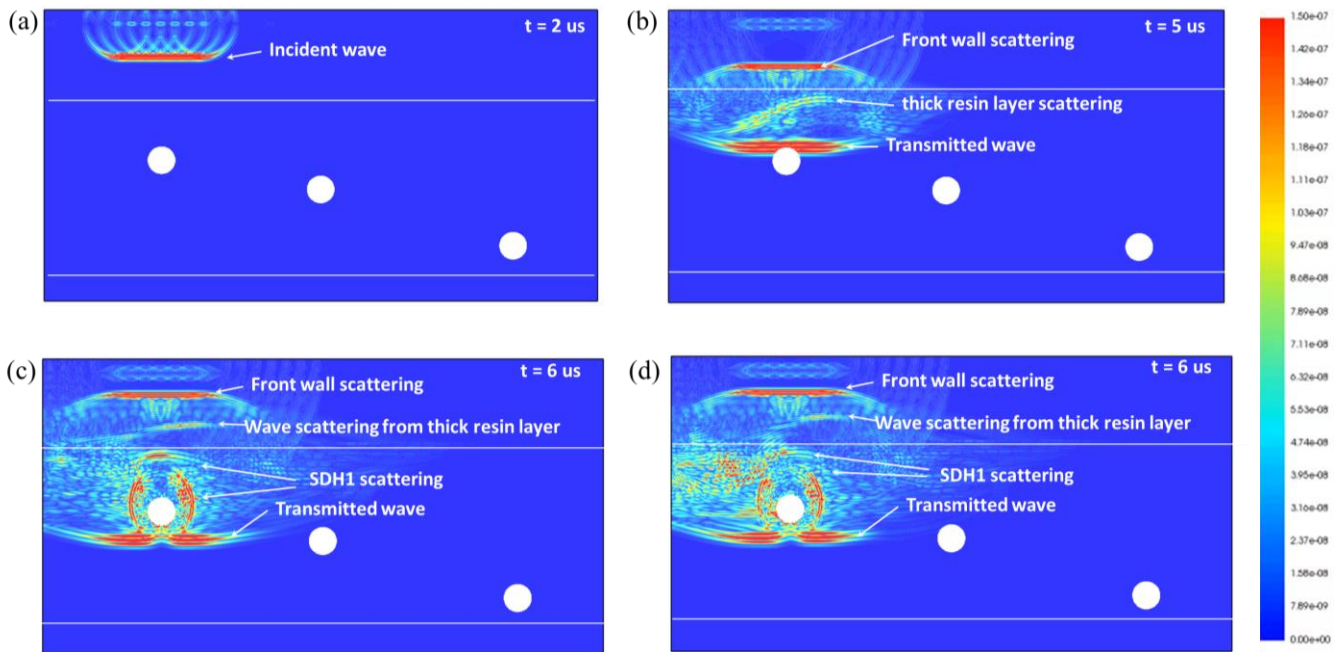 (a)
t = 2 us
Incident wave
(b)
t = 5 us
Front wall scattering
thick resin layer scattering
Transmitted wave
(c)
t = 6 us
Front wall scattering
Wave scattering from thick resin layer
SDH1 scattering
Transmitted wave
(d)
t = 6 us
Front wall scattering
Wave scattering from thick resin layer
SDH1 scattering
Transmitted wave
1.50e-07
1.42e-07
1.34e-07
1.26e-07
1.18e-07
1.11e-07
1.03e-07
9.47e-08
8.68e-08
7.89e-08
7.11e-08
6.32e-08
5.53e-08
4.74e-08
3.95e-08
3.16e-08
2.37e-08
1.58e-08
7.89e-09
0.00e+00